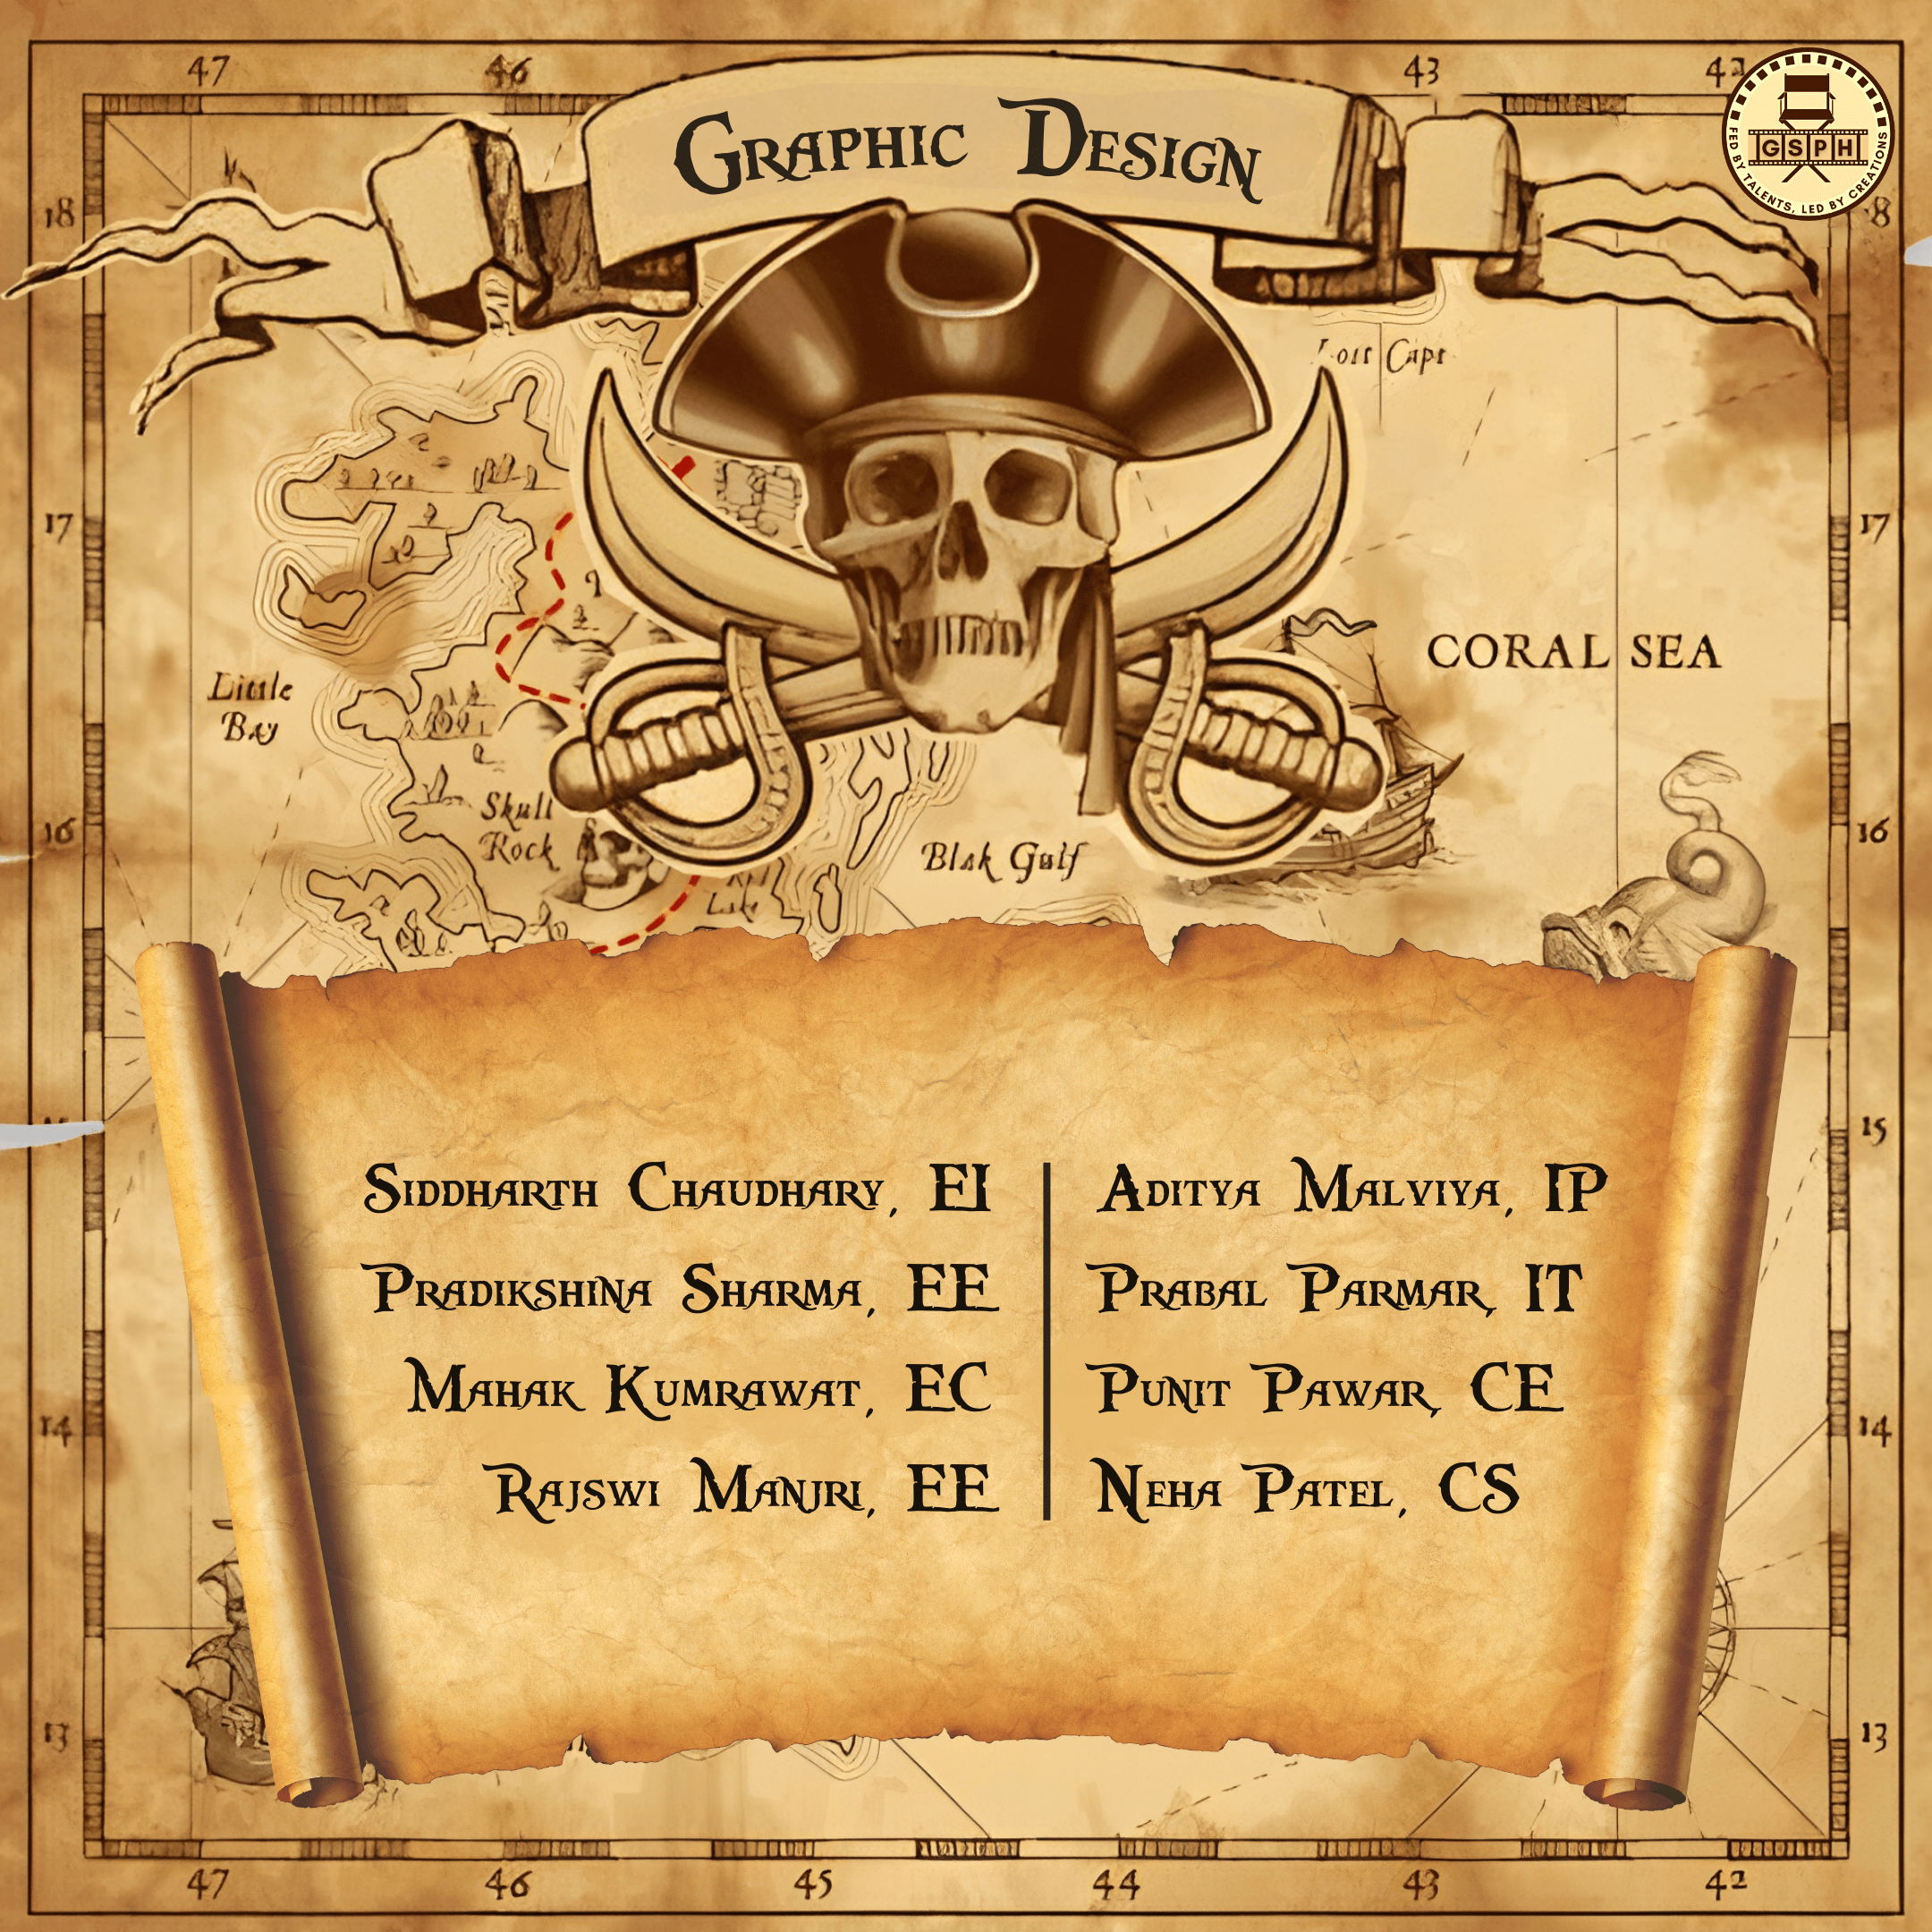 47 46 43
GRAPHIC DESIGN
GSPH
FED BY TALENTS, LED BY CREATIONS
18
17 17
CORAL SEA
Little
Bay
Skull
Rock
Blak Gulf
16 16
15
SIDDHARTH CHAUDHARY, EI
PRADIKSHINA SHARMA, EE
MAHAK KUMRAWAT, EC
RAJSWI MANJRI, EE
ADITYA MALVIYA, IP
PRABAL PARMAR, IT
PUNIT PAWAR, CE
NEHA PATEL, CS
14 14
13 13
47 46 45 44 43 42